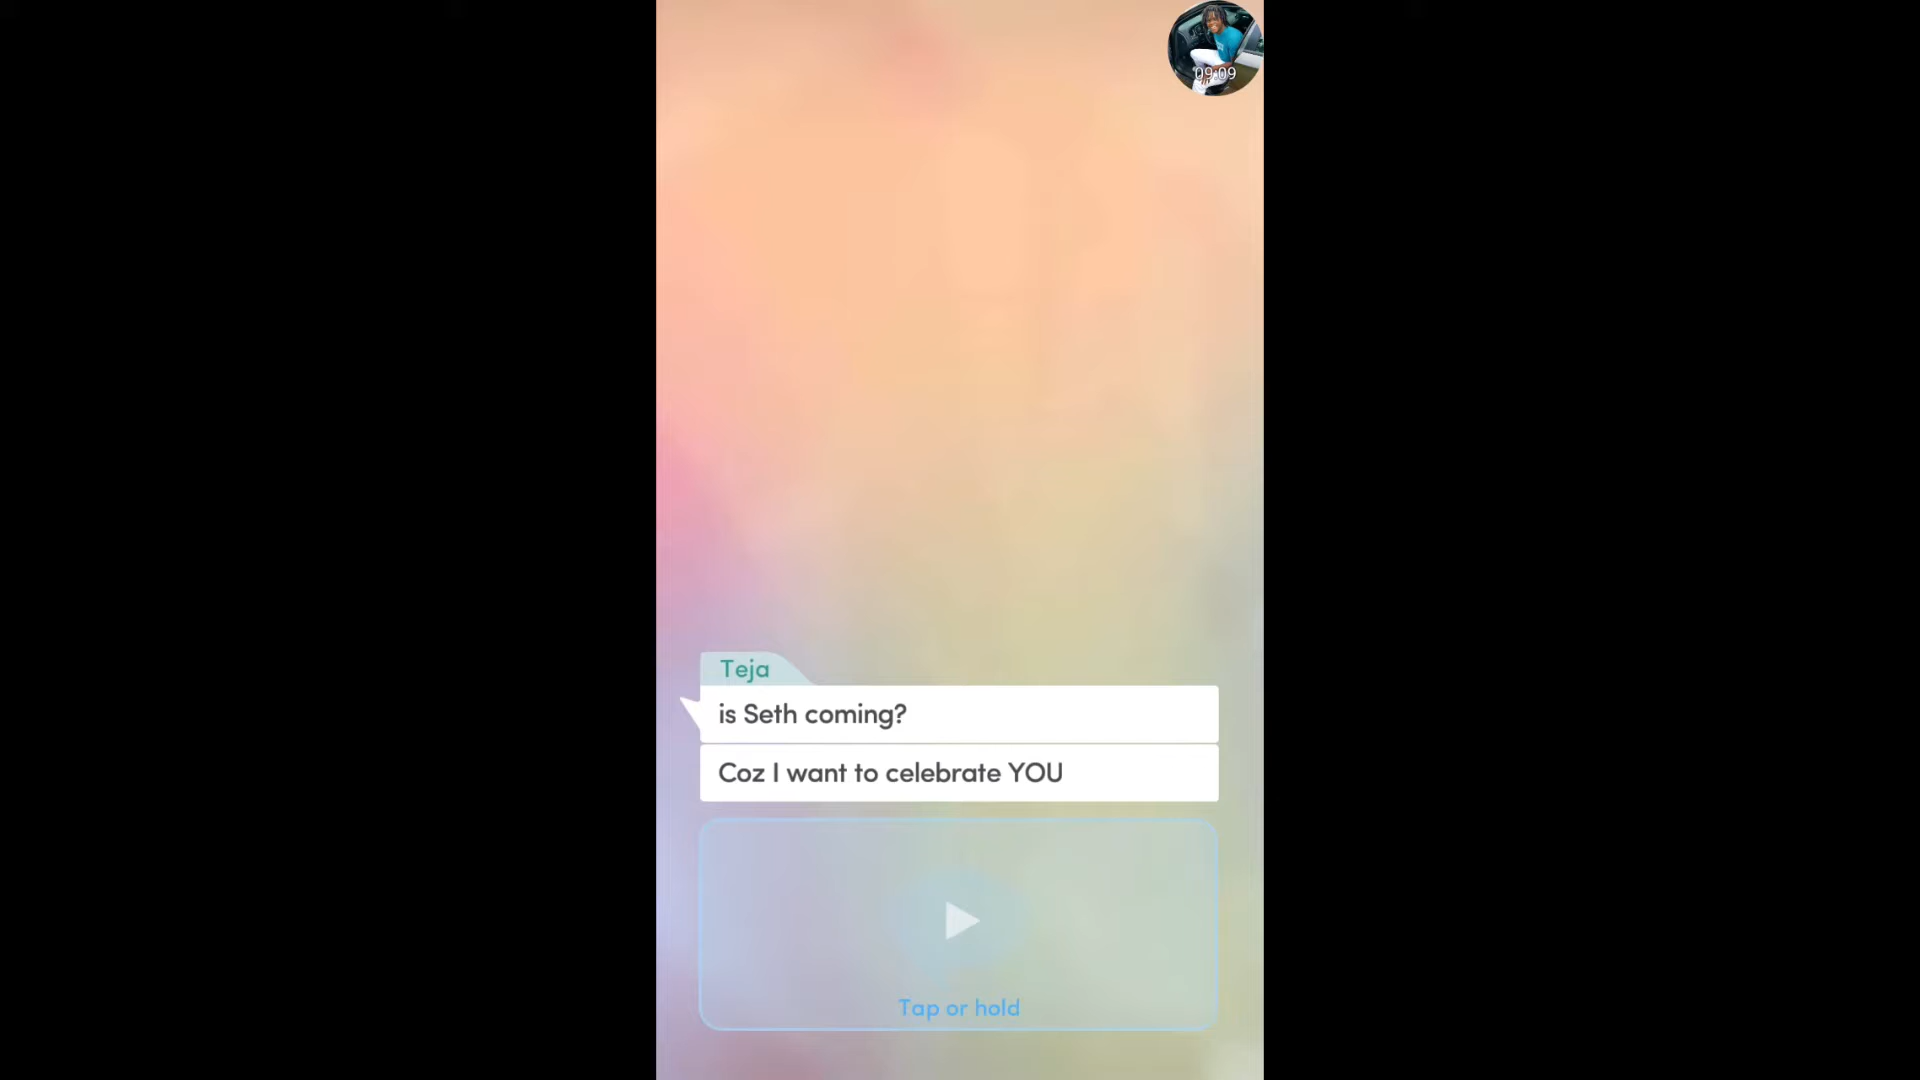 09:09
Teja
is Seth coming?
Coz I want to celebrate YOU
Tap or hold